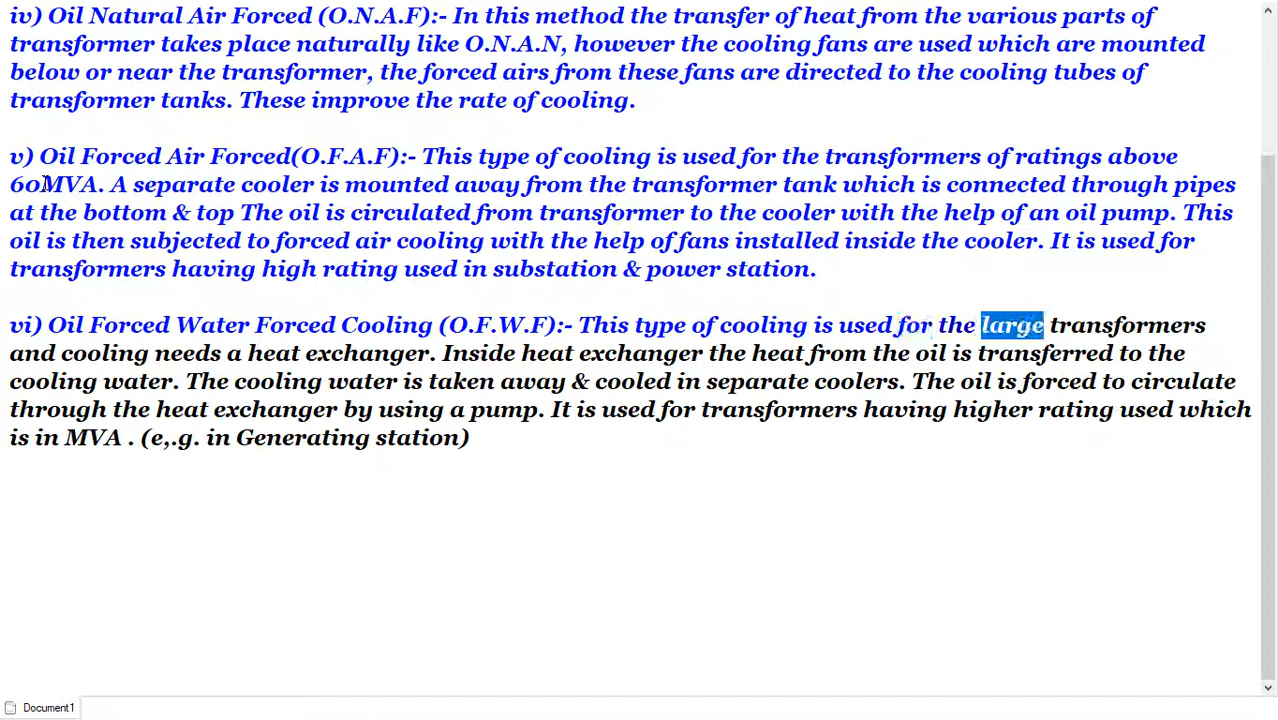 iv) Oil Natural Air Forced (O.N.A.F):- In this method the transfer of heat from the various parts of
transformer takes place naturally like O.N.A.N, however the cooling fans are used which are mounted
below or near the transformer, the forced airs from these fans are directed to the cooling tubes of
transformer tanks. These improve the rate of cooling.
v) Oil Forced Air Forced(O.F.A.F):- This type of cooling is used for the transformers of ratings above
60MVA. A separate cooler is mounted away from the transformer tank which is connected through pipes
at the bottom & top The oil is circulated from transformer to the cooler with the help of an oil pump. This
oil is then subjected to forced air cooling with the help of fans installed inside the cooler. It is used for
transformers having high rating used in substation & power station.
vi) Oil Forced Water Forced Cooling (O.F.W.F):- This type of cooling is used for the large transformers
and cooling needs a heat exchanger. Inside heat exchanger the heat from the oil is transferred to the
cooling water. The cooling water is taken away & cooled in separate coolers. The oil is forced to circulate
through the heat exchanger by using a pump. It is used for transformers having higher rating used which
is in MVA . (e,.g. in Generating station)
Document1